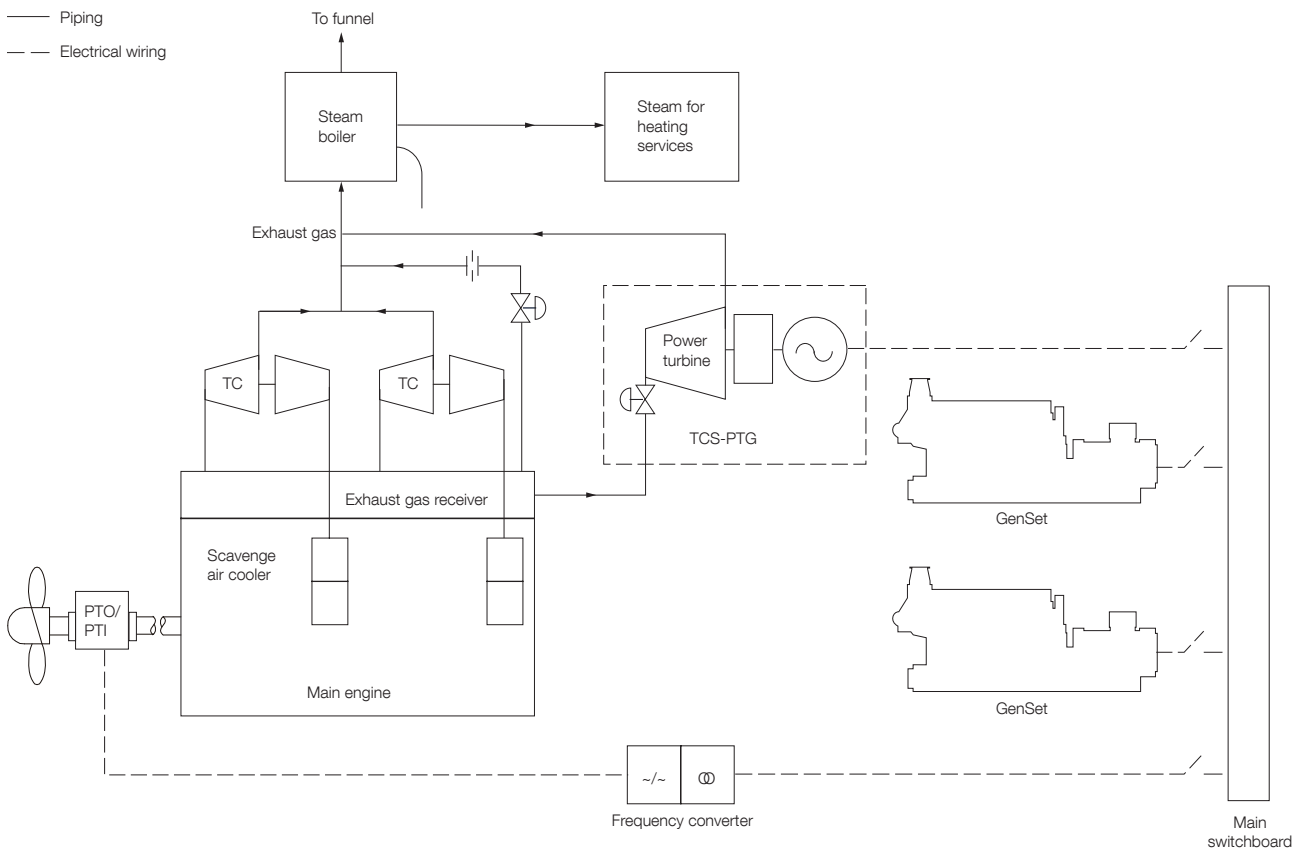 Piping
Electrical wiring
To funnel
Steam
boiler
Steam for
heating
services
Exhaust gas
Power
turbine
TC
TC
TCS-PTG
Exhaust gas receiver
GenSet
Scavenge
air cooler
PTO/
PTI
Main engine
GenSet
~/~
Frequency converter
Main
switchboard